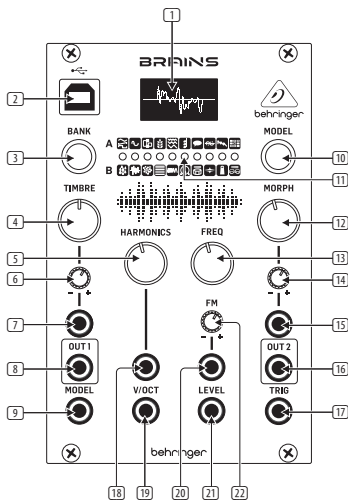 1
BRAINS
2
behringer
BANK
MODEL
3
A
10
B
11
TIMBRE
MORPH
4
12
HARMONICS
FREQ
5
13
6
- +
FM
- +
14
- +
7
15
OUT 1
OUT 2
8
16
MODEL
V/OCT
LEVEL
TRIG
9
17
behringer
18
19
20
21
22